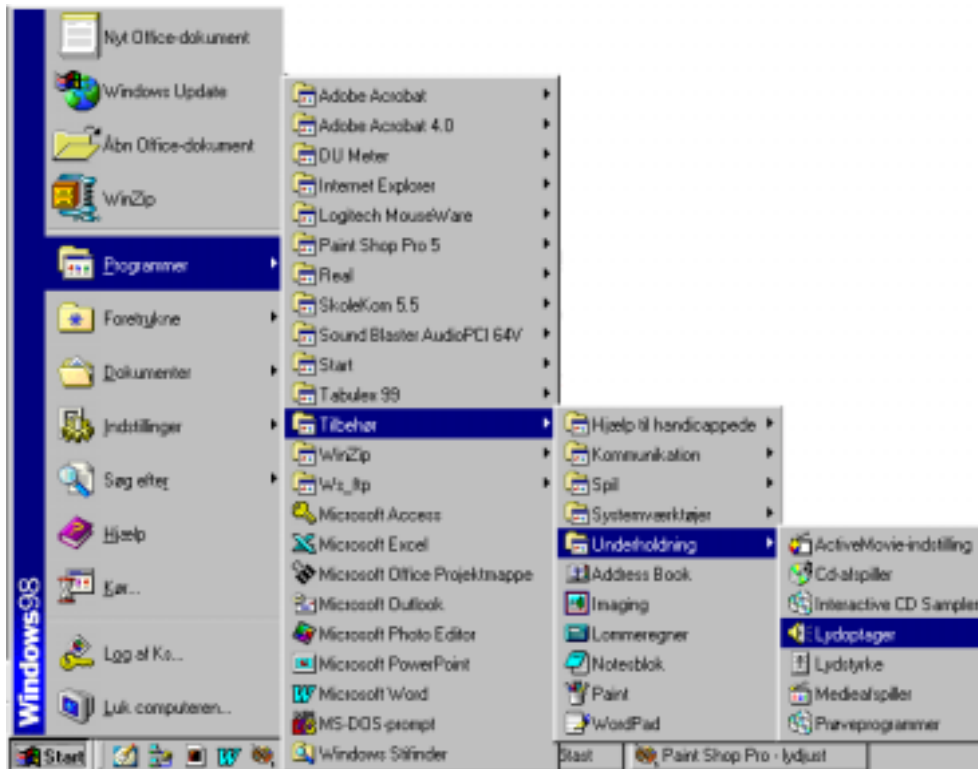 Nyt Office-dokument
Windows Update
Åbn Office-dokument
WinZip
Programmer
Foretrukne
Dokumenter
Indstillinger
Søg efter
Hjælp
Kør...
Log af Ks...
Luk computeren...
Windows98
Adobe Acrobat
Adobe Acrobat 4.0
DU Meter
Internet Explorer
Logitech MouseWare
Paint Shop Pro 5
Real
SkoleKom 5.5
Sound Blaster AudioPCI 64V
Start
Tabulex 99
Tilbehør
WinZip
Ws_ftp
Microsoft Access
Microsoft Excel
Microsoft Office Projektmappe
Microsoft Outlook
Microsoft Photo Editor
Microsoft PowerPoint
Microsoft Word
MS-DOS-prompt
Windows Stifinder
Hjælp til handicappede
Kommunikation
Spil
Systemværktøjer
Underholdning
Address Book
Imaging
Lommeregner
Notesblok
Paint
WordPad
ActiveMovie-indstilling
Cd-afspiller
Interactive CD Sampler
Lydoptager
Lydstyrke
Medieafspiller
Prøveprogrammer
Start
Stast
Paint Shop Pro - lydjust